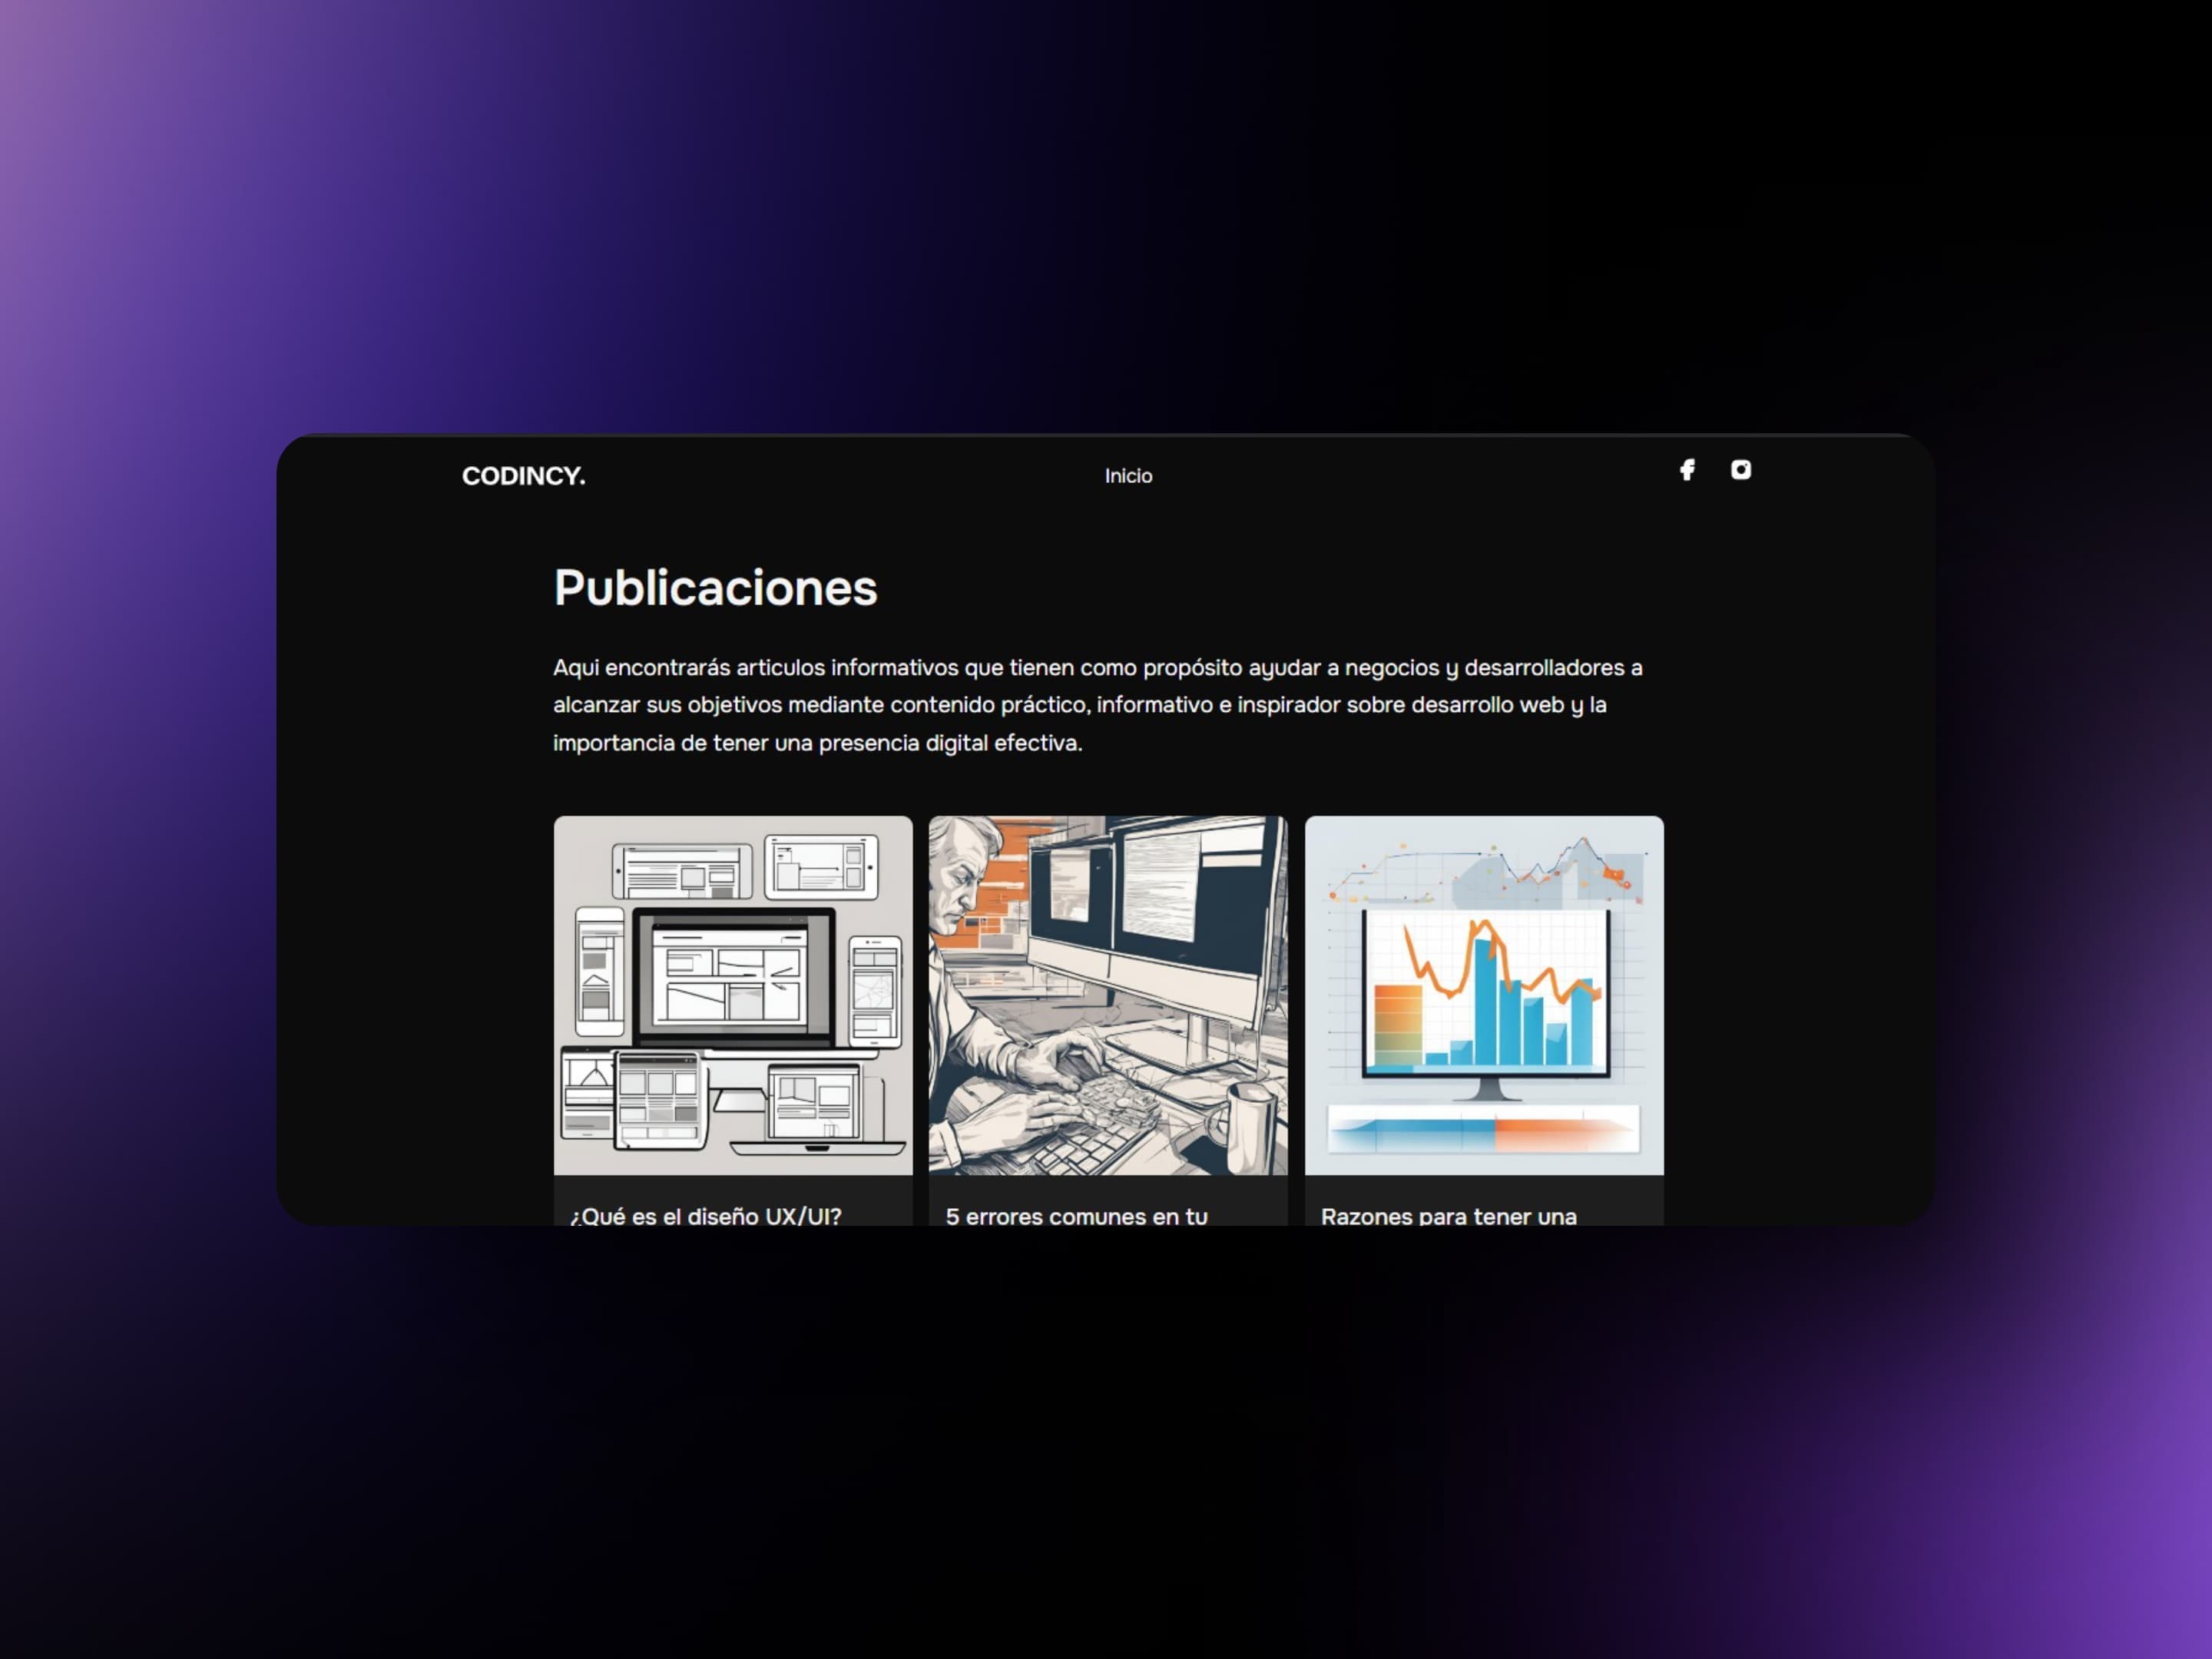 CODINCY.
Inicio
Publicaciones
Aqui encontrarás articulos informativos que tienen como propósito ayudar a negocios y desarrolladores a
alcanzar sus objetivos mediante contenido práctico, informativo e inspirador sobre desarrollo web y la
importancia de tener una presencia digital efectiva.
¿Qué es el diseño UX/UI?
5 errores comunes en tu
Razones para tener una